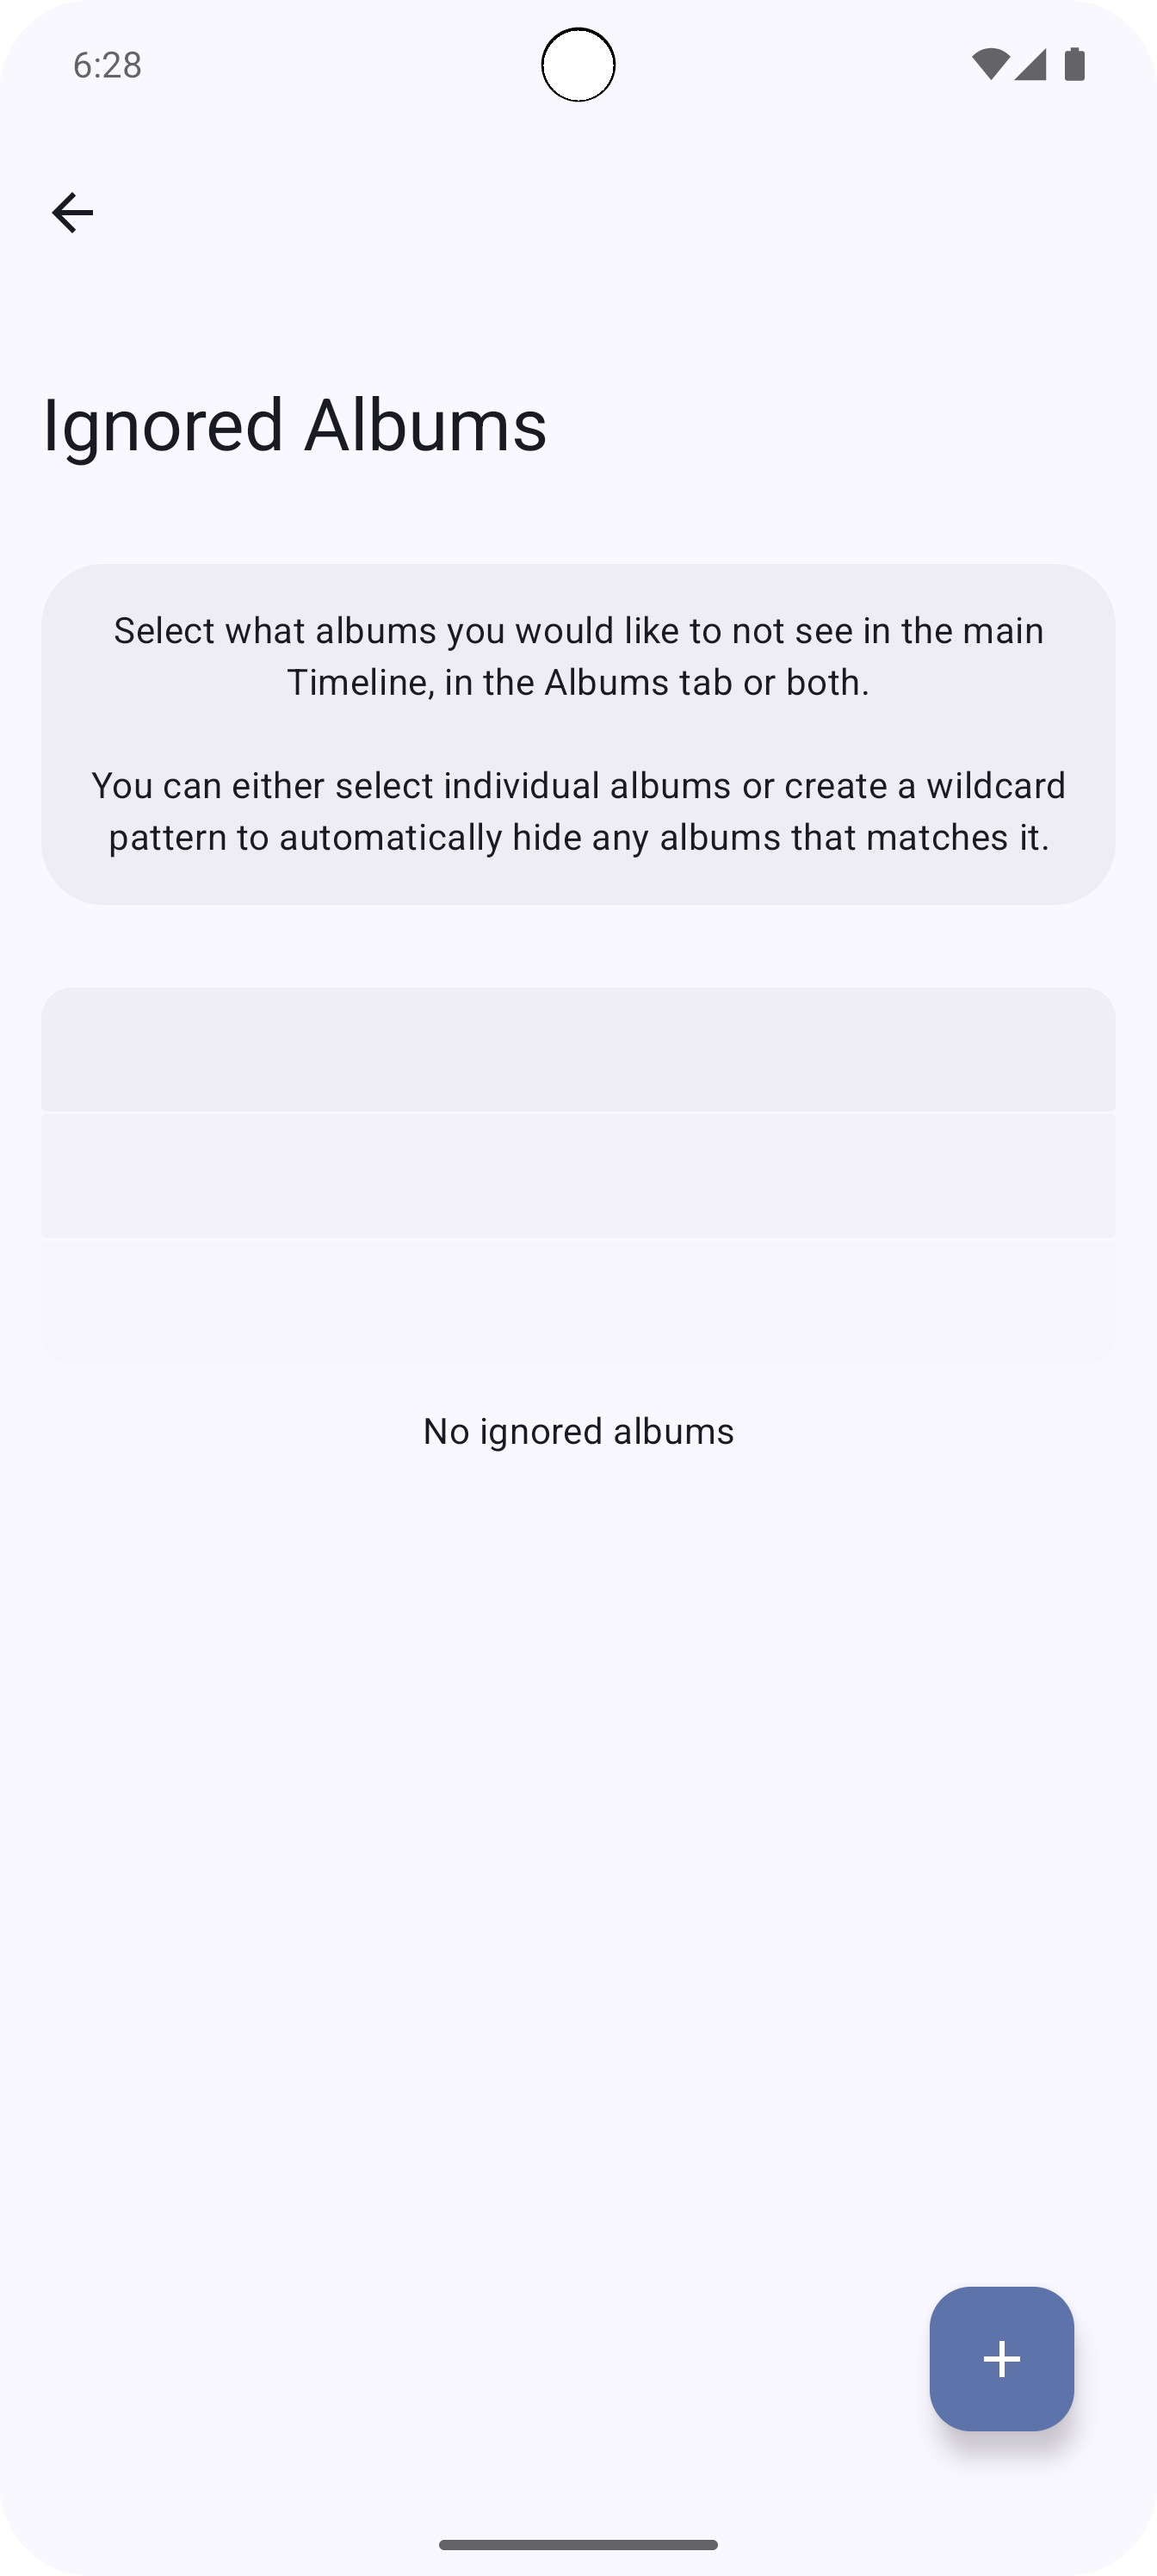 6:28
Ignored Albums
Select what albums you would like to not see in the main
Timeline, in the Albums tab or both.
You can either select individual albums or create a wildcard
pattern to automatically hide any albums that matches it.
No ignored albums